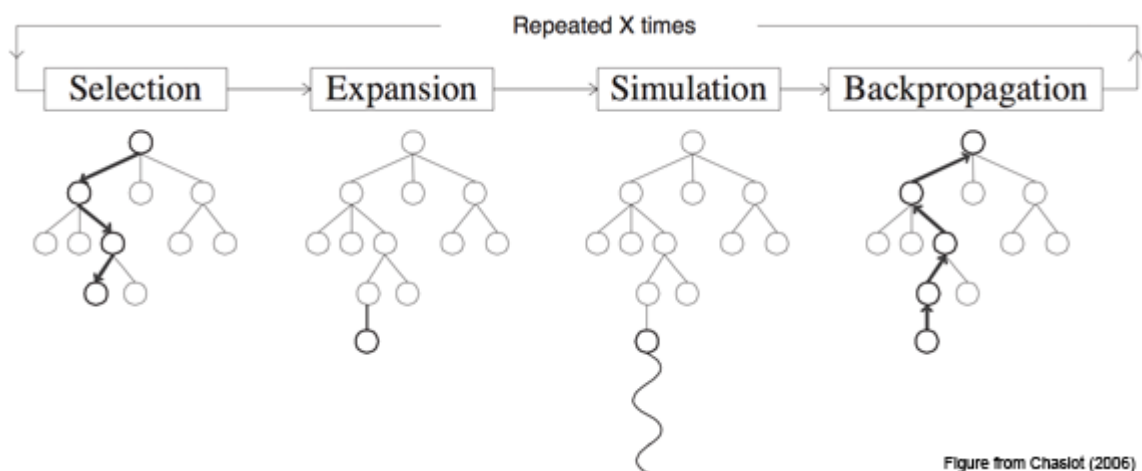 Repeated X times
Selection
Expansion
Simulation
Backpropagation
Figure from Chaslot (2006)